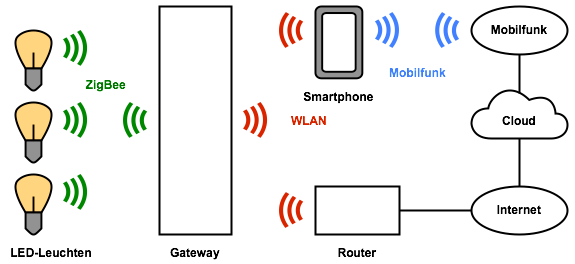 Mobilfunk
ZigBee
Mobilfunk
Smartphone
WLAN
Cloud
Internet
LED-Leuchten
Gateway
Router